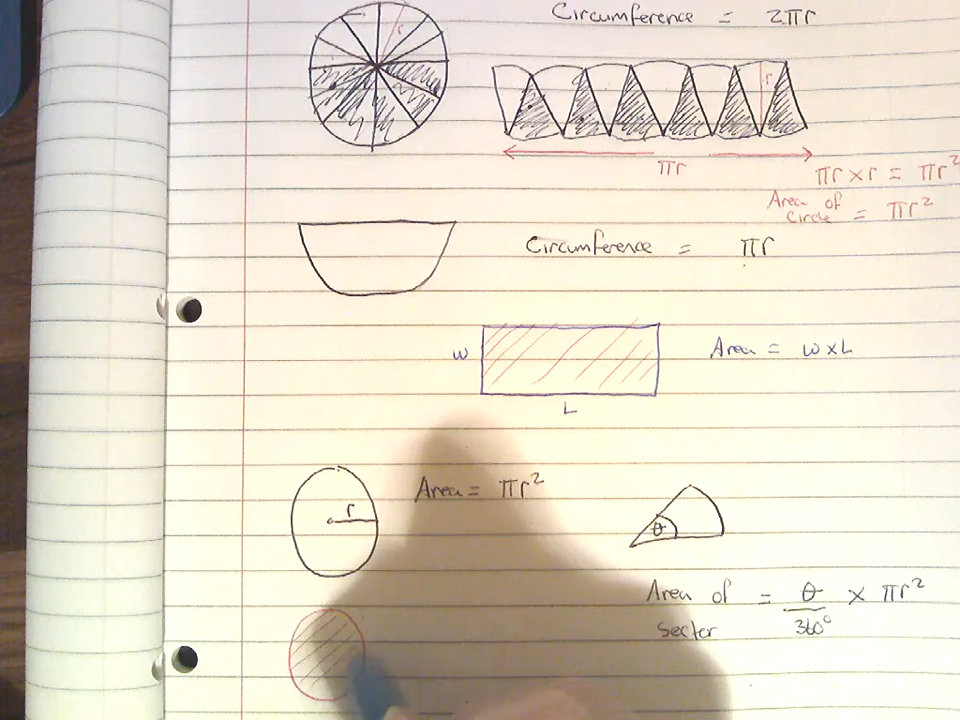 Circumference = 2πr
r
r
πr
πr × r = πr²
Area of Circle = πr²
Circumference = πr
w
Area = w×L
L
Area = πr²
r
θ
Area of sector = θ/360° × πr²